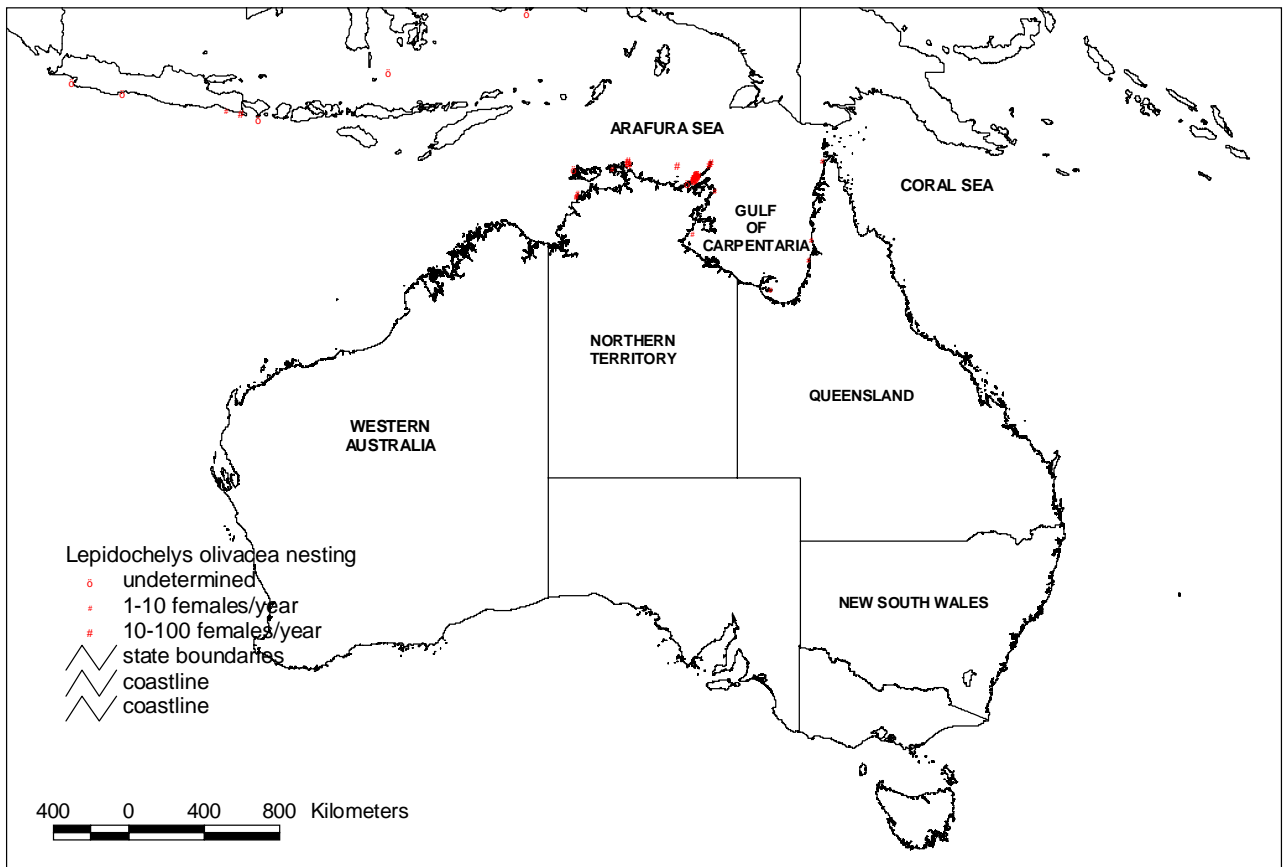 ARAFURA SEA
CORAL SEA
GULF
OF
CARPENTARIA
NORTHERN
TERRITORY
QUEENSLAND
WESTERN
AUSTRALIA
NEW SOUTH WALES
Lepidochelys olivacea nesting
ö undetermined
# 1-10 females/year
# 10-100 females/year
state boundaries
coastline
coastline
400 0 400 800 Kilometers